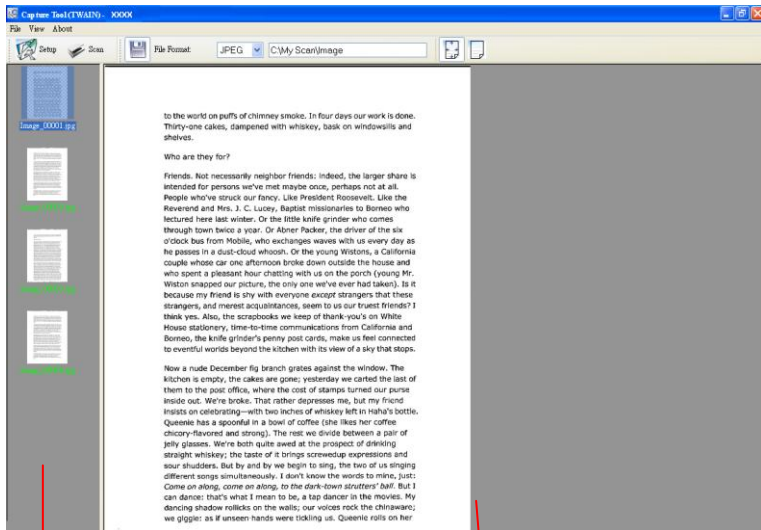 Capture Tool(TWAIN) - XXXX
File View About
Setup Scan File Format: JPEG C:\My Scan\Image
Image_00001.jpg
to the world on puffs of chimney smoke. In four days our work is done.
Thirty-one cakes, dampened with whiskey, bask on windowsills and
shelves.
Who are they for?
Friends. Not necessarily neighbor friends: indeed, the larger share is
intended for persons we've met maybe once, perhaps not at all.
People who've struck our fancy. Like President Roosevelt. Like the
Reverend and Mrs. J. C. Lucey, Baptist missionaries to Borneo who
lectured here last winter. Or the little knife grinder who comes
through town twice a year. Or Abner Packer, the driver of the six
o'clock bus from Mobile, who exchanges waves with us every day as
he passes in a dust-cloud whoosh. Or the young Wistons, a California
couple whose car one afternoon broke down outside the house and
who spent a pleasant hour chatting with us on the porch (young Mr.
Wiston snapped our picture, the only one we've ever had taken). Is it
because my friend is shy with everyone except strangers that these
strangers, and merest acquaintances, seem to us our truest friends? I
think yes. Also, the scrapbooks we keep of thank-you's on White
House stationery, time-to-time communications from California and
Borneo, the knife grinder's penny post cards, make us feel connected
to eventful worlds beyond the kitchen with its view of a sky that stops.
Now a nude December fig branch grates against the window. The
kitchen is empty, the cakes are gone; yesterday we carted the last of
them to the post office, where the cost of stamps turned our purse
inside out. We're broke. That rather depresses me, but my friend
insists on celebrating—with two inches of whiskey left in Haha's bottle.
Queenie has a spoonful in a bowl of coffee (she likes her coffee
chicory-flavored and strong). The rest we divide between a pair of
jelly glasses. We're both quite awed at the prospect of drinking
straight whiskey; the taste of it brings screwedup expressions and
sour shudders. But by and by we begin to sing, the two of us singing
different songs simultaneously. I don't know the words to mine, just:
Come on along, come on along, to the dark-town strutters' ball. But I
can dance: that's what I mean to be, a tap dancer in the movies. My
dancing shadow rollicks on the walls; our voices rock the chinaware;
we giggle: as if unseen hands were tickling us. Queenie rolls on her